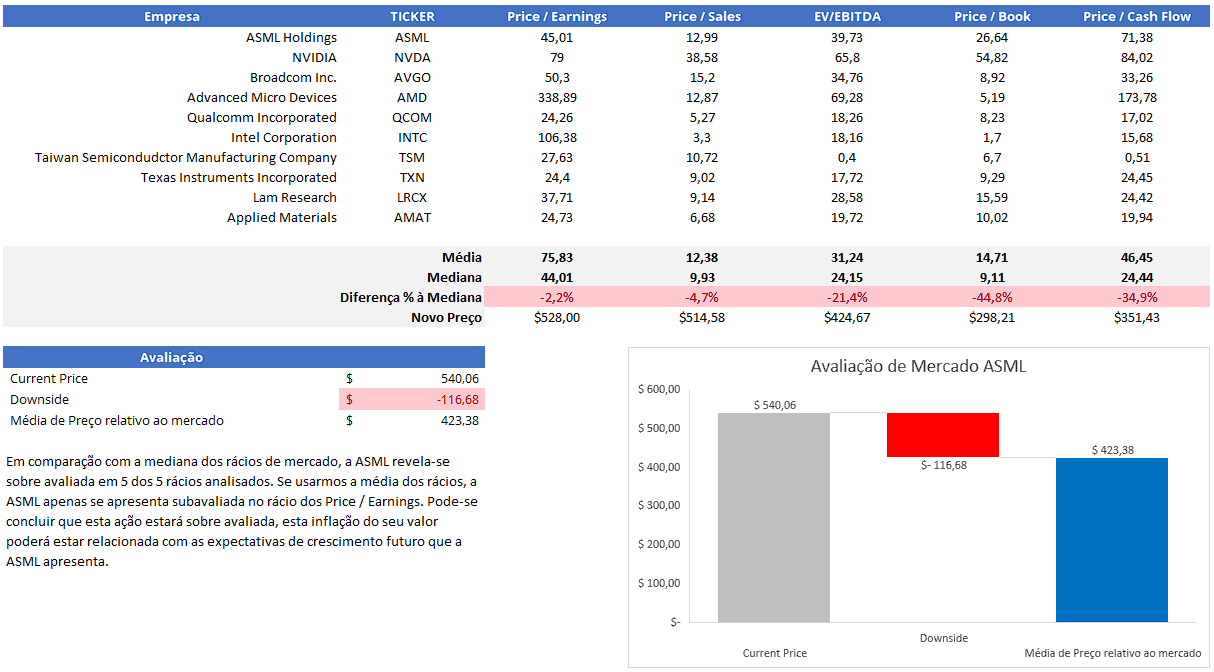 Empresa TICKER Price / Earnings Price / Sales EV/EBITDA Price / Book Price / Cash Flow
ASML Holdings ASML 45,01 12,99 39,73 26,64 71,38
NVIDIA NVDA 79 38,58 65,8 54,82 84,02
Broadcom Inc. AVGO 50,3 15,2 34,76 8,92 33,26
Advanced Micro Devices AMD 338,89 12,87 69,28 5,19 173,78
Qualcomm Incorporated QCOM 24,26 5,27 18,26 8,23 17,02
Intel Corporation INTC 106,38 3,3 18,16 1,7 15,68
Taiwan Semicondudctor Manufacturing Company TSM 27,63 10,72 0,4 6,7 0,51
Texas Instruments Incorporated TXN 24,4 9,02 17,72 9,29 24,45
Lam Research LRCX 37,71 9,14 28,58 15,59 24,42
Applied Materials AMAT 24,73 6,68 19,72 10,02 19,94
Média 75,83 12,38 31,24 14,71 46,45
Mediana 44,01 9,93 24,15 9,11 24,44
Diferença % à Mediana -2,2% -4,7% -21,4% -44,8% -34,9%
Novo Preço $528,00 $514,58 $424,67 $298,21 $351,43
Avaliação
Current Price $ 540,06
Downside $ -116,68
Média de Preço relativo ao mercado $ 423,38
Em comparação com a mediana dos rácios de mercado, a ASML revela-se
sobre avaliada em 5 dos 5 rácios analisados. Se usarmos a média dos rácios, a
ASML apenas se apresenta subavaliada no rácio dos Price / Earnings. Pode-se
concluir que esta ação estará sobre avaliada, esta inflação do seu valor
poderá estar relacionada com as expectativas de crescimento futuro que a
ASML apresenta.
Avaliação de Mercado ASML
$ 600,00
$ 500,00
$ 400,00
$ 300,00
$ 200,00
$ 100,00
$-
$ 540,06
$- 116,68
$ 423,38
Current Price
Downside
Média de Preço relativo ao mercado